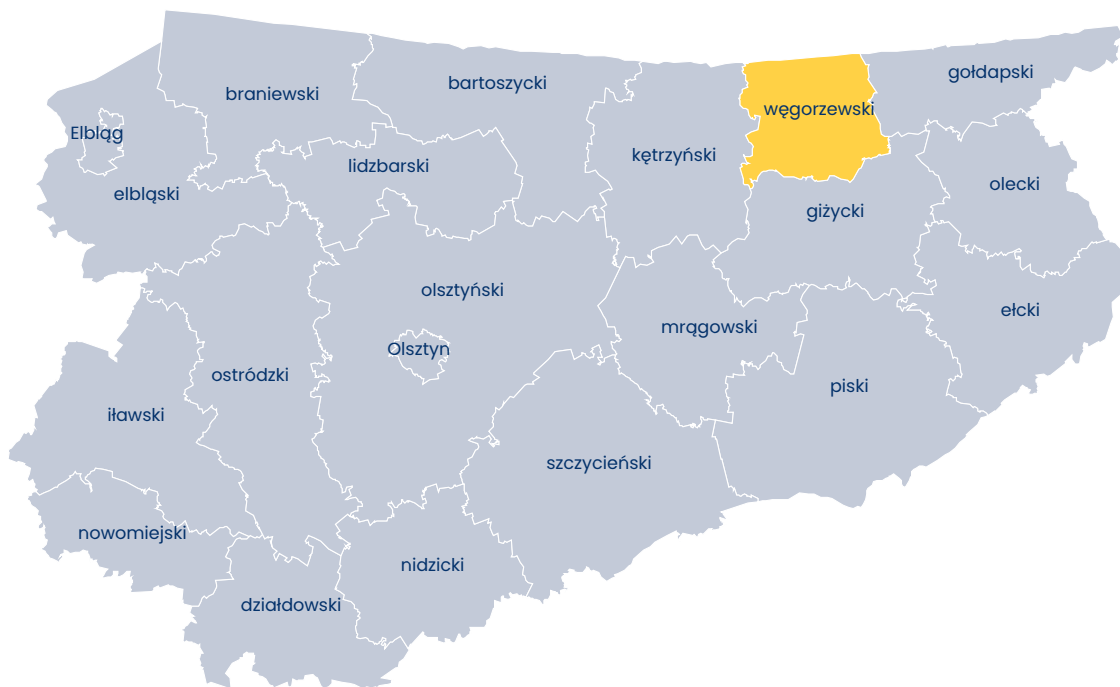 gołdapski
bartoszycki
braniewski
węgorzewski
Elbląg
kętrzyński
lidzbarski
olecki
elbląski
giżycki
olsztyński
ełcki
mrągowski
Olsztyn
ostródzki
piski
iławski
szczycieński
nowomiejski
nidzicki
działdowski